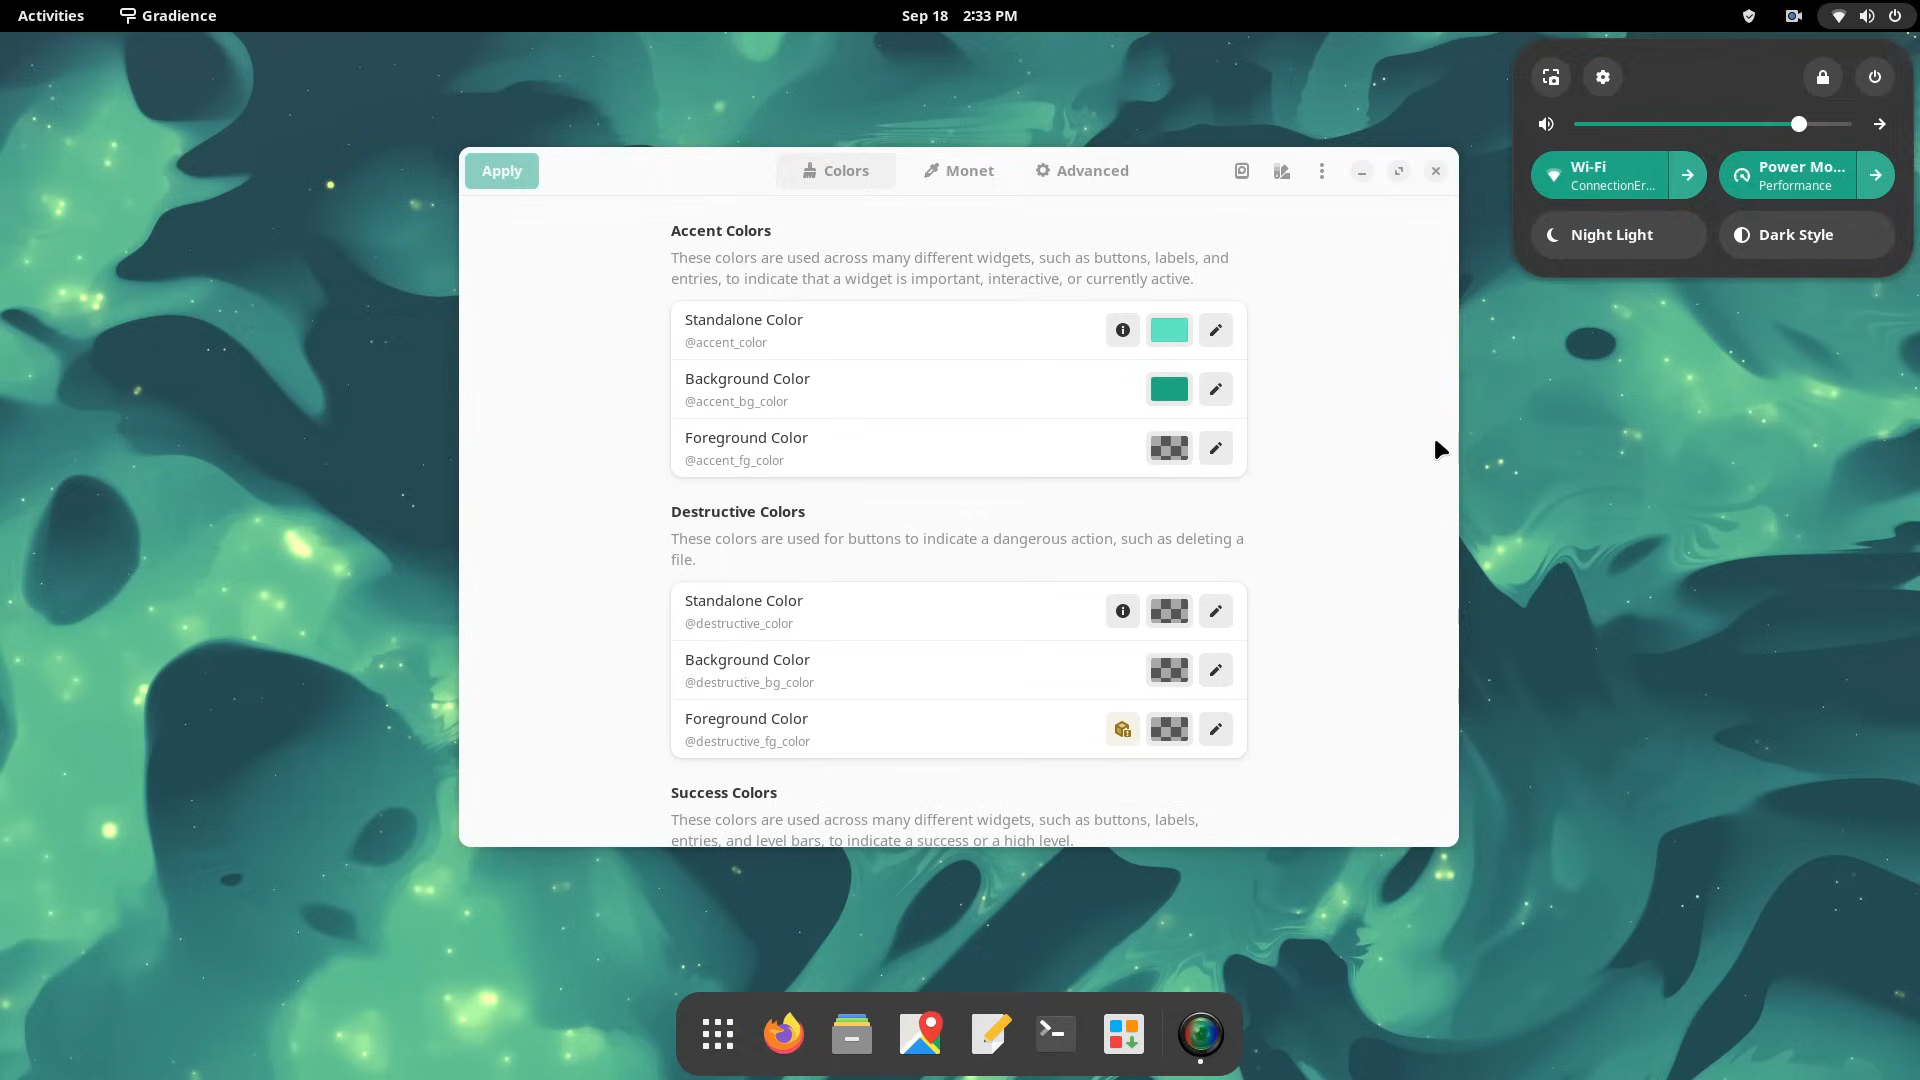 Activities
Gradience
Sep 18 2:33 PM
Apply
Colors
Monet
Advanced
Accent Colors
These colors are used across many different widgets, such as buttons, labels, and
entries, to indicate that a widget is important, interactive, or currently active.
Standalone Color
@accent_color
Background Color
@accent_bg_color
Foreground Color
@accent_fg_color
Destructive Colors
These colors are used for buttons to indicate a dangerous action, such as deleting a
file.
Standalone Color
@destructive_color
Background Color
@destructive_bg_color
Foreground Color
@destructive_fg_color
Success Colors
These colors are used across many different widgets, such as buttons, labels,
entries, and level bars, to indicate a success or a high level.
Wi-Fi
ConnectionEr...
Power Mo...
Performance
Night Light
Dark Style